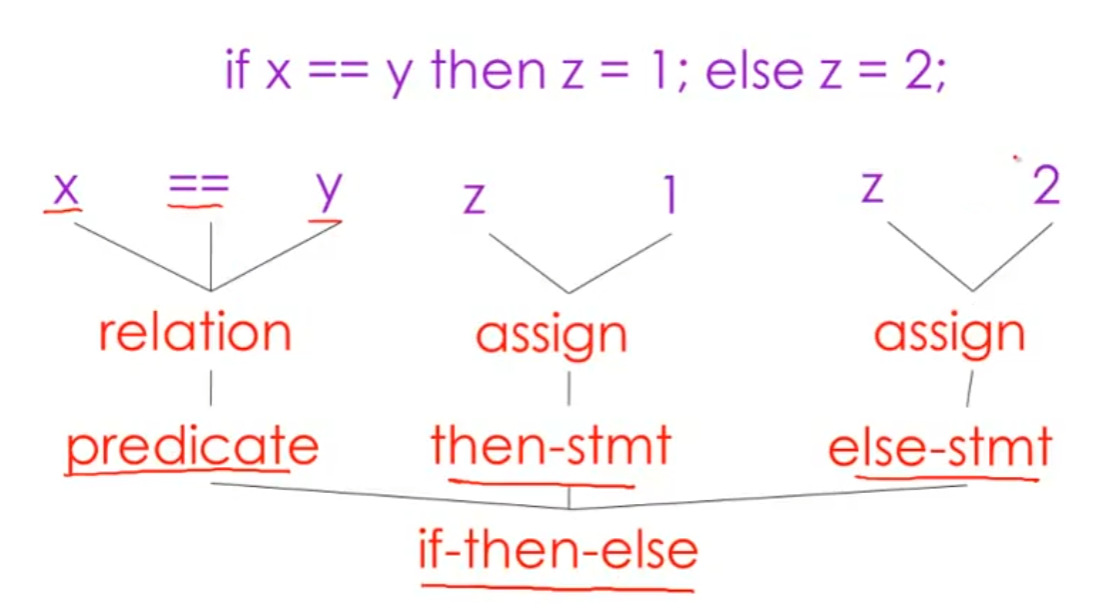 if x == y then z = 1; else z = 2;
x == y z 1 z 2
relation assign assign
predicate then-stmt else-stmt
if-then-else